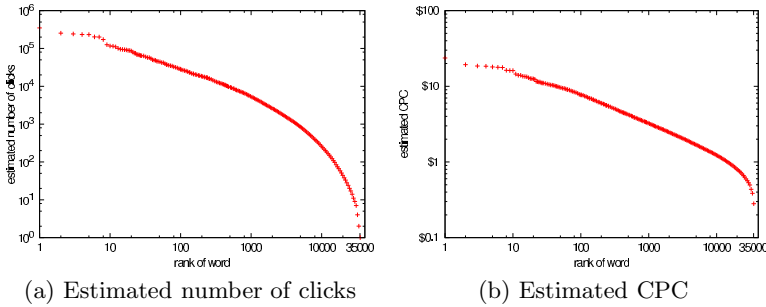 10^6
10^5
10^4
10^3
10^2
10^1
10^0
estimated number of clicks
1 10 100 1000 10000 35000
rank of word
(a) Estimated number of clicks
$100
$10
$1
$0.1
estimated CPC
1 10 100 1000 10000 35000
rank of word
(b) Estimated CPC